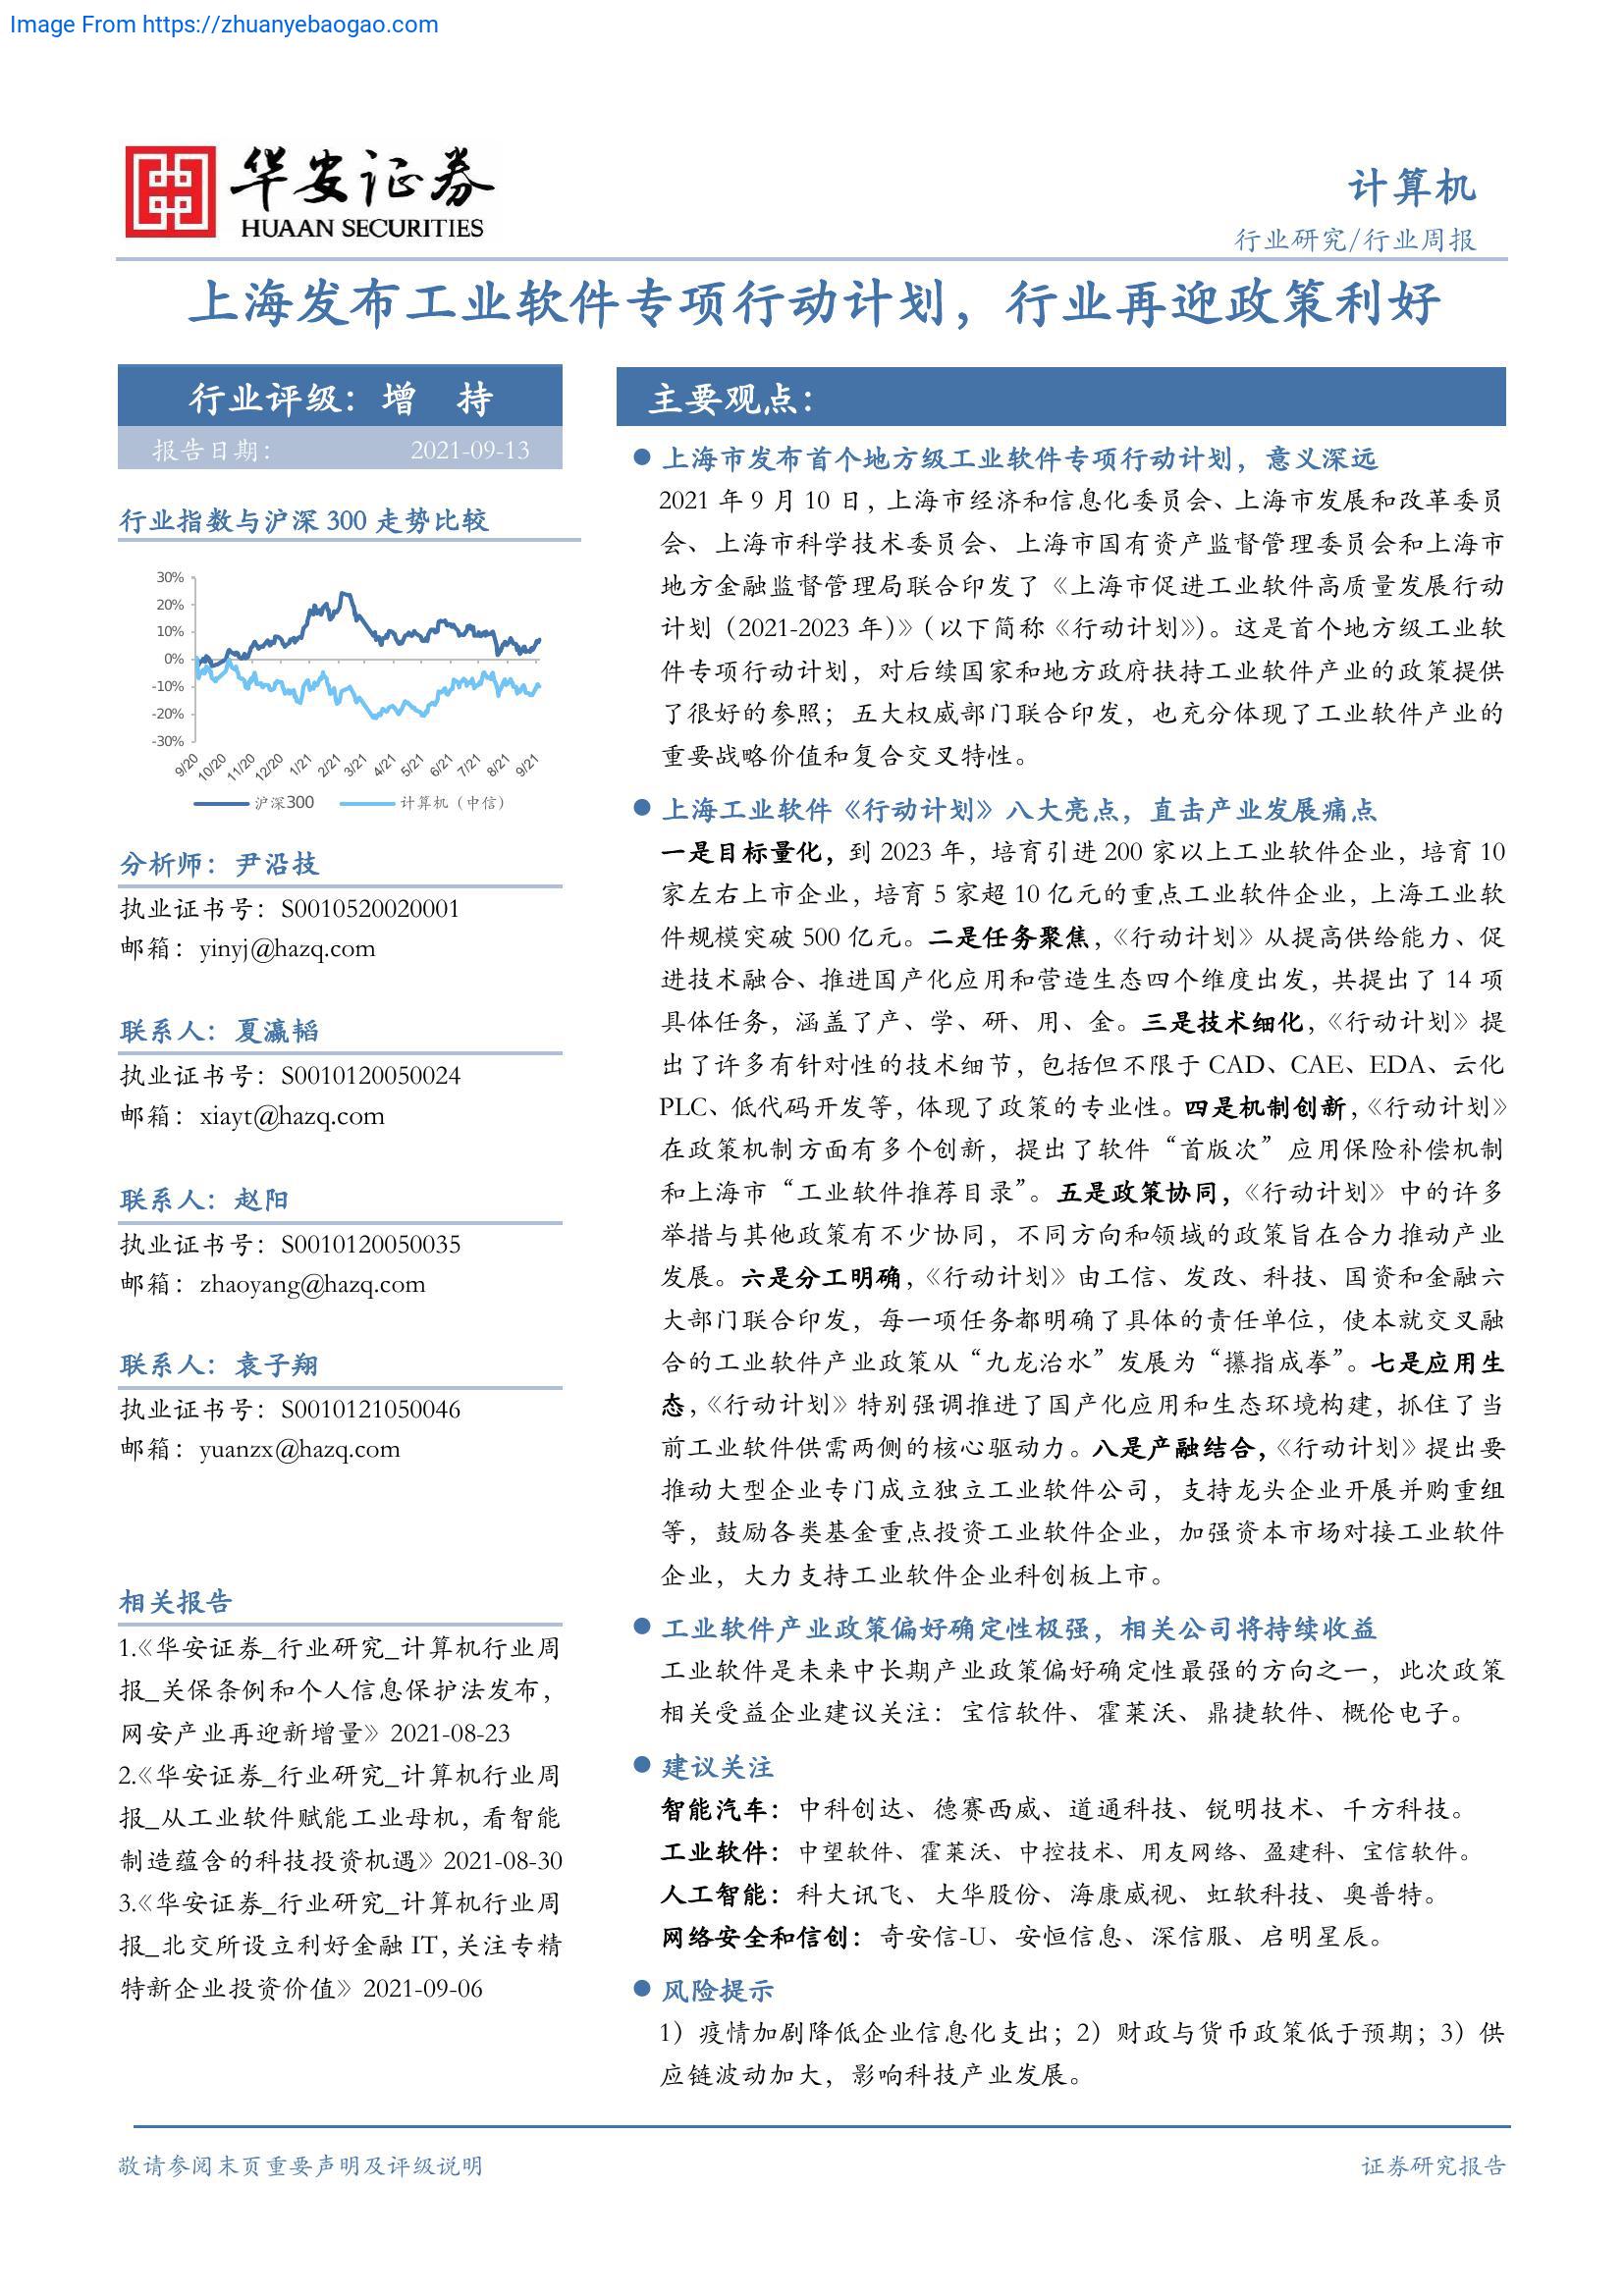 Image From https://zhuanyebaogao.com
华安证券
HUAAN SECURITIES
计算机
行业研究/行业周报
上海发布工业软件专项行动计划，行业再迎政策利好
行业评级：增 持
报告日期： 2021-09-13
行业指数与沪深 300 走势比较
30%
20%
10%
0%
-10%
-20%
-30%
9/20 10/20 11/20 12/20 1/21 2/21 3/21 4/21 5/21 6/21 7/21 8/21 9/21
沪深300 计算机（中信）
分析师：尹沿技
执业证书号：S0010520020001
邮箱：yinyj@hazq.com
联系人：夏瀛韬
执业证书号：S0010120050024
邮箱：xiayt@hazq.com
联系人：赵阳
执业证书号：S0010120050035
邮箱：zhaoyang@hazq.com
联系人：袁子翔
执业证书号：S0010121050046
邮箱：yuanzx@hazq.com
相关报告
1.《华安证券_行业研究_计算机行业周
报_关保条例和个人信息保护法发布，
网安产业再迎新增量》2021-08-23
2.《华安证券_行业研究_计算机行业周
报_从工业软件赋能工业母机，看智能
制造蕴含的科技投资机遇》2021-08-30
3.《华安证券_行业研究_计算机行业周
报_北交所设立利好金融 IT，关注专精
特新企业投资价值》2021-09-06
主要观点：
上海市发布首个地方级工业软件专项行动计划，意义深远
2021 年 9 月 10 日，上海市经济和信息化委员会、上海市发展和改革委员
会、上海市科学技术委员会、上海市国有资产监督管理委员会和上海市
地方金融监督管理局联合印发了《上海市促进工业软件高质量发展行动
计划（2021-2023 年）》（以下简称《行动计划》）。这是首个地方级工业软
件专项行动计划，对后续国家和地方政府扶持工业软件产业的政策提供
了很好的参照；五大权威部门联合印发，也充分体现了工业软件产业的
重要战略价值和复合交叉特性。
上海工业软件《行动计划》八大亮点，直击产业发展痛点
一是目标量化，到 2023 年，培育引进 200 家以上工业软件企业，培育 10
家左右上市企业，培育 5 家超 10 亿元的重点工业软件企业，上海工业软
件规模突破 500 亿元。二是任务聚焦，《行动计划》从提高供给能力、促
进技术融合、推进国产化应用和营造生态四个维度出发，共提出了 14 项
具体任务，涵盖了产、学、研、用、金。三是技术细化，《行动计划》提
出了许多有针对性的技术细节，包括但不限于 CAD、CAE、EDA、云化
PLC、低代码开发等，体现了政策的专业性。四是机制创新，《行动计划》
在政策机制方面有多个创新，提出了软件“首版次”应用保险补偿机制
和上海市“工业软件推荐目录”。五是政策协同，《行动计划》中的许多
举措与其他政策有不少协同，不同方向和领域的政策旨在合力推动产业
发展。六是分工明确，《行动计划》由工信、发改、科技、国资和金融六
大部门联合印发，每一项任务都明确了具体的责任单位，使本就交叉融
合的工业软件产业政策从“九龙治水”发展为“攥指成拳”。七是应用生
态，《行动计划》特别强调推进了国产化应用和生态环境构建，抓住了当
前工业软件供需两侧的核心驱动力。八是产融结合，《行动计划》提出要
推动大型企业专门成立独立工业软件公司，支持龙头企业开展并购重组
等，鼓励各类基金重点投资工业软件企业，加强资本市场对接工业软件
企业，大力支持工业软件企业科创板上市。
工业软件产业政策偏好确定性极强，相关公司将持续收益
工业软件是未来中长期产业政策偏好确定性最强的方向之一，此次政策
相关受益企业建议关注：宝信软件、霍莱沃、鼎捷软件、概伦电子。
建议关注
智能汽车：中科创达、德赛西威、道通科技、锐明技术、千方科技。
工业软件：中望软件、霍莱沃、中控技术、用友网络、盈建科、宝信软件。
人工智能：科大讯飞、大华股份、海康威视、虹软科技、奥普特。
网络安全和信创：奇安信-U、安恒信息、深信服、启明星辰。
风险提示
1）疫情加剧降低企业信息化支出；2）财政与货币政策低于预期；3）供
应链波动加大，影响科技产业发展。
敬请参阅末页重要声明及评级说明
证券研究报告